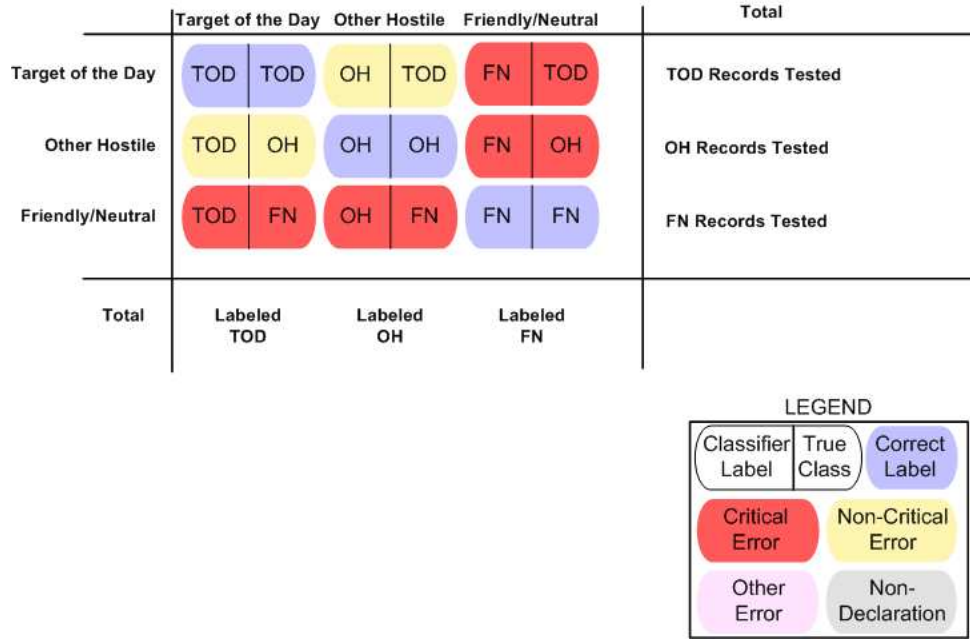 Target of the Day Other Hostile Friendly/Neutral Total
Target of the Day TOD TOD OH TOD FN TOD TOD Records Tested
Other Hostile TOD OH OH OH FN OH OH Records Tested
Friendly/Neutral TOD FN OH FN FN FN FN Records Tested
Total Labeled Labeled Labeled
TOD OH FN
LEGEND
Classifier True Correct
Label Class Label
Critical Non-Critical
Error Error
Other Non-
Error Declaration